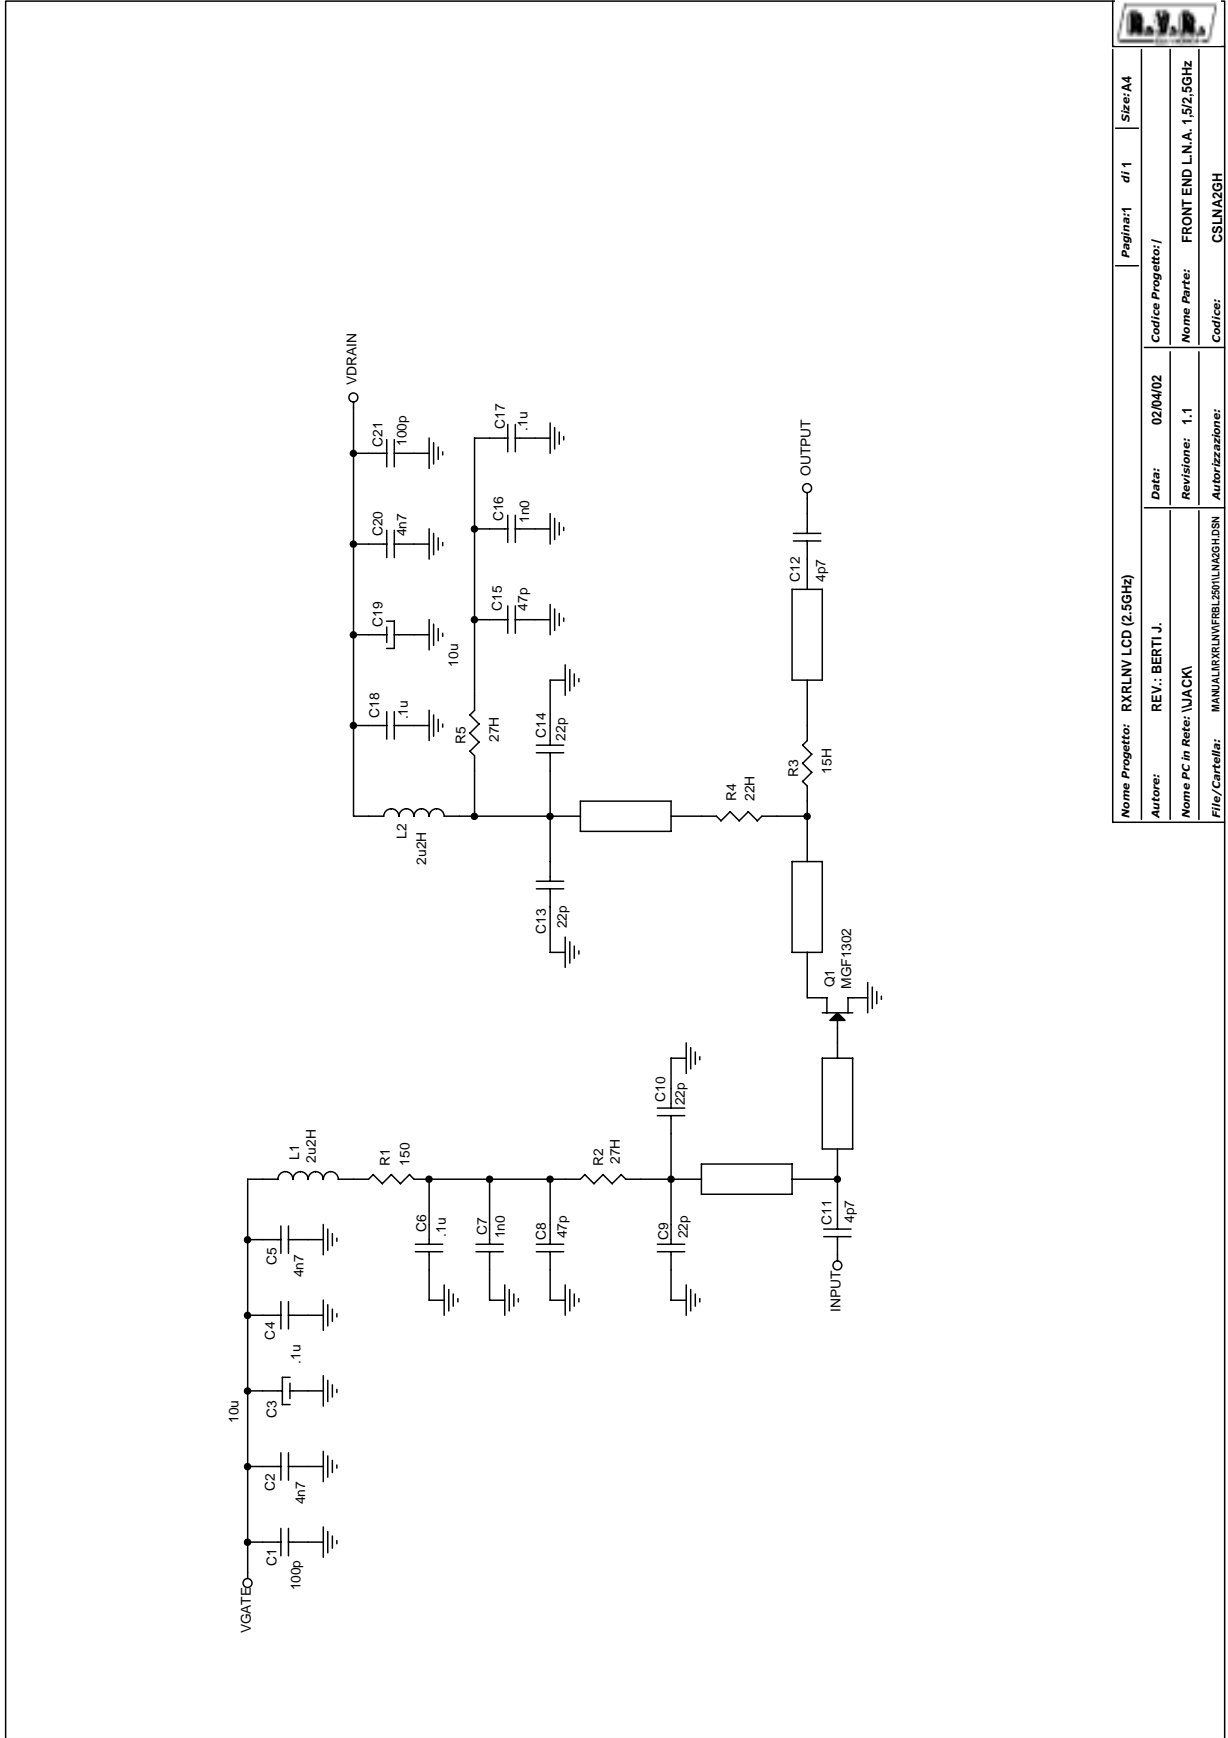 VGATE
C1
100p
C2
4n7
10u
C3
C4
.1u
C5
4n7
L1
2u2H
R1
150
C6
.1u
C7
1n0
C8
47p
R2
27H
C9
22p
C10
22p
INPUT
C11
4p7
Q1
MGF1302
VDRAIN
C18
.1u
C19
10u
C20
4n7
C21
100p
L2
2u2H
R5
27H
C15
47p
C16
1n0
C17
.1u
C13
22p
C14
22p
R4
22H
R3
15H
C12
4p7
OUTPUT
Nome Progetto: RXRLNV LCD (2.5GHz) Pagina:1 di 1 Size:A4
Autore: REV.: BERTI J. Data: 02/04/02 Codice Progetto:/
Nome PC in Rete: \\JACK\ Revisione: 1.1 Nome Parte: FRONT END L.N.A. 1,5/2,5GHz
File/Cartella: MANUALI\RXRLNV\FRBL2501\LNA2GH.DSN Autorizzazione: Codice: CSLNA2GH
R.V.R.